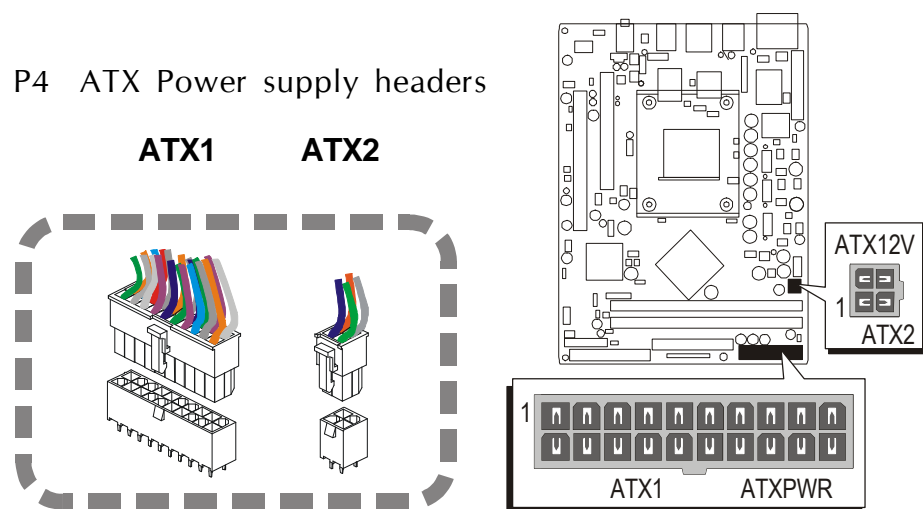 P4 ATX Power supply headers
ATX1 ATX2
ATX12V
1
ATX2
1
ATX1 ATXPWR